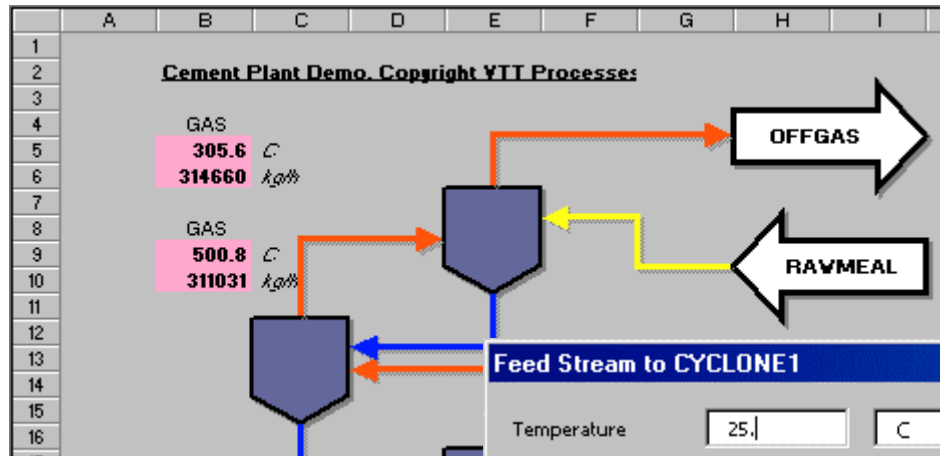 A B C D E F G H I
1
2 Cement Plant Demo, Copyright VTT Processes
3
4 GAS
5 305.6 C OFFGAS
6 314660 kg/h
7
8 GAS
9 500.8 C RAWMEAL
10 311031 kg/h
11
12
13 Feed Stream to CYCLONE1
14
15
16 Temperature 25. C